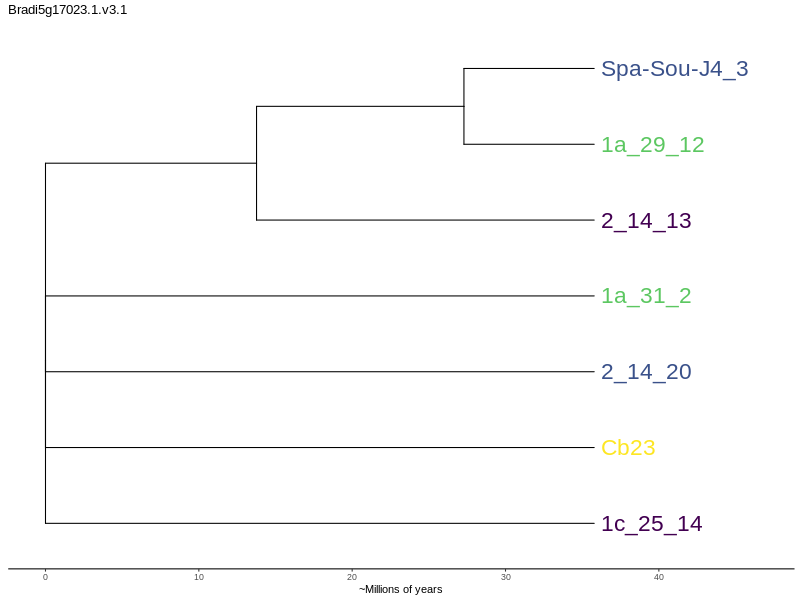 Bradi5g17023.1.v3.1
Spa-Sou-J4_3
1a_29_12
2_14_13
1a_31_2
2_14_20
Cb23
1c_25_14
0 10 20 30 40
~Millions of years